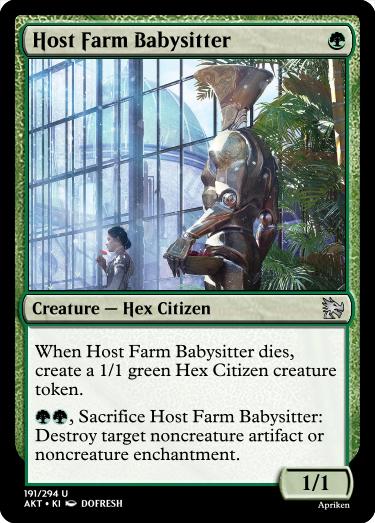 Host Farm Babysitter
Creature — Hex Citizen
When Host Farm Babysitter dies,
create a 1/1 green Hex Citizen creature
token.
, Sacrifice Host Farm Babysitter:
Destroy target noncreature artifact or
noncreature enchantment.
1/1
191/294 U
AKT • KI DOFRESH
Apriken